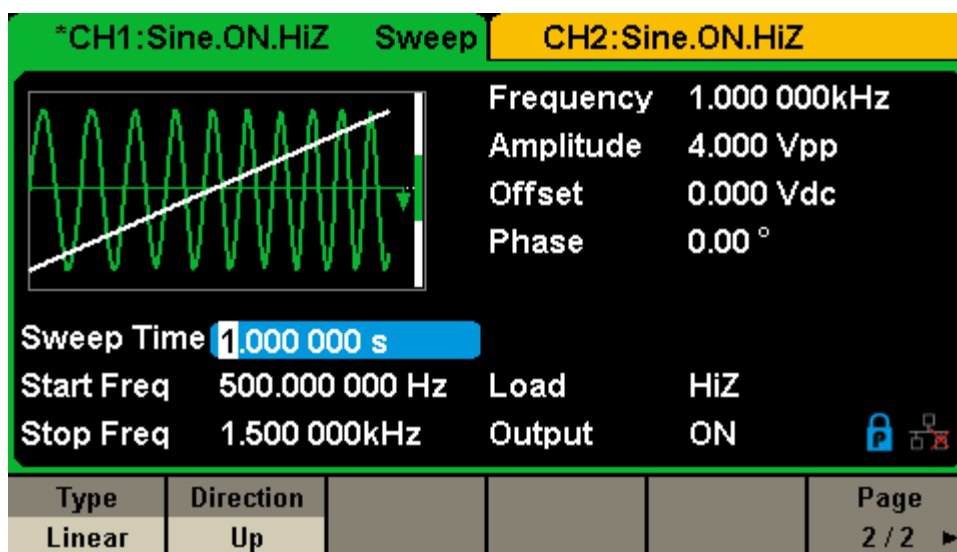 *CH1:Sine.ON.HiZ Sweep CH2:Sine.ON.HiZ
Frequency 1.000 000kHz
Amplitude 4.000 Vpp
Offset 0.000 Vdc
Phase 0.00 °
Sweep Time 1.000 000 s
Start Freq 500.000 000 Hz Load HiZ
Stop Freq 1.500 000kHz Output ON P
Type Direction Page
Linear Up 2 / 2